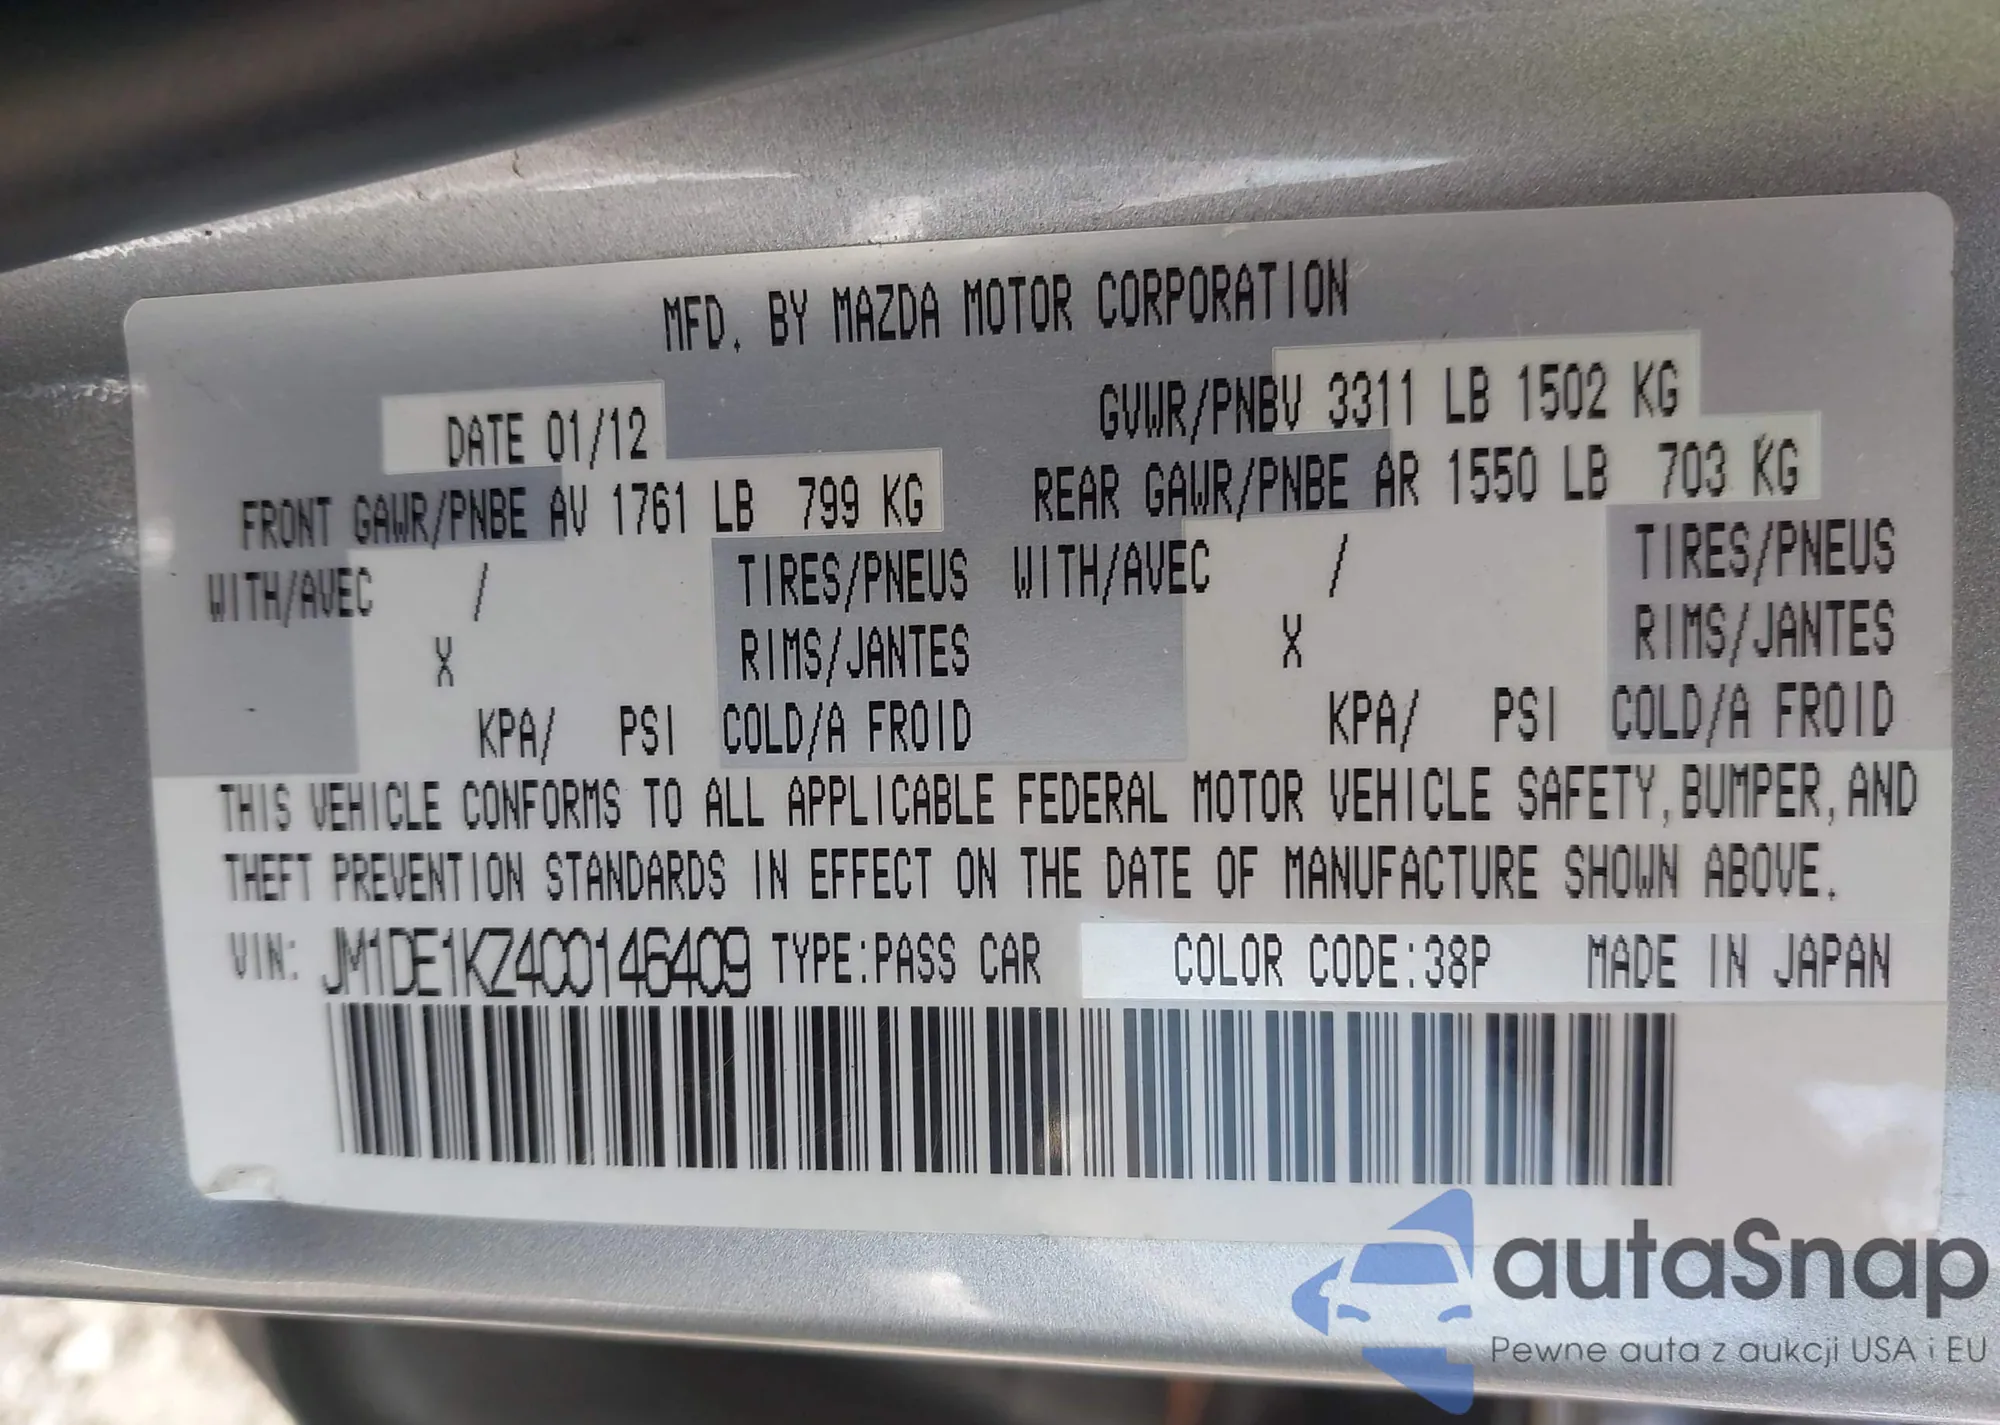 MFD. BY MAZDA MOTOR CORPORATION
DATE 01/12 GVWR/PNBV 3311 LB 1502 KG
FRONT GAWR/PNBE AV 1761 LB 799 KG REAR GAWR/PNBE AR 1550 LB 703 KG
WITH/AVEC / TIRES/PNEUS WITH/AVEC / TIRES/PNEUS
X RIMS/JANTES X RIMS/JANTES
KPA/ PSI COLD/A FROID KPA/ PSI COLD/A FROID
THIS VEHICLE CONFORMS TO ALL APPLICABLE FEDERAL MOTOR VEHICLE SAFETY, BUMPER, AND
THEFT PREVENTION STANDARDS IN EFFECT ON THE DATE OF MANUFACTURE SHOWN ABOVE.
VIN: JM1DE1KZ4C0146409 TYPE:PASS CAR COLOR CODE:38P MADE IN JAPAN
autaSnap
Pewne auta z aukcji USA i EU